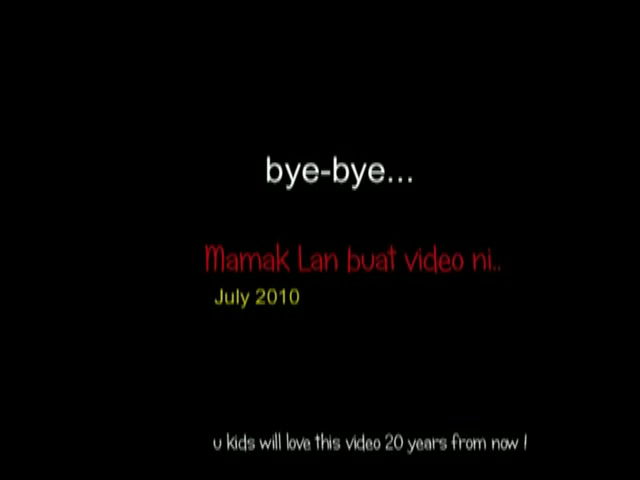 bye-bye...
Mamak Lan buat video ni..
July 2010
u kids will love this video 20 years from now !